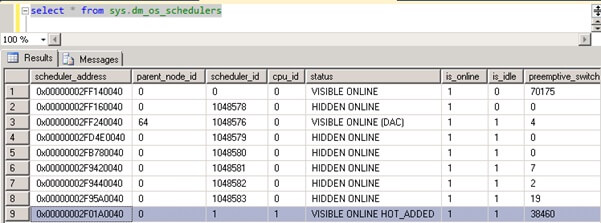 select * from sys.dm_os_schedulers
100 %
Results Messages
scheduler_address parent_node_id scheduler_id cpu_id status is_online is_idle preemptive_switch
1 0x00000002FF140040 0 0 0 VISIBLE ONLINE 1 0 70175
2 0x00000002FF160040 0 1048578 0 HIDDEN ONLINE 1 0 0
3 0x00000002FF240040 64 1048576 0 VISIBLE ONLINE (DAC) 1 1 4
4 0x00000002FD4E0040 0 1048579 0 HIDDEN ONLINE 1 1 0
5 0x00000002FB780040 0 1048580 0 HIDDEN ONLINE 1 1 0
6 0x00000002F9420040 0 1048581 0 HIDDEN ONLINE 1 1 7
7 0x00000002F9440040 0 1048582 0 HIDDEN ONLINE 1 1 2
8 0x00000002F95A0040 0 1048583 0 HIDDEN ONLINE 1 1 19
9 0x00000002F01A0040 0 1 1 VISIBLE ONLINE HOT_ADDED 1 1 38460